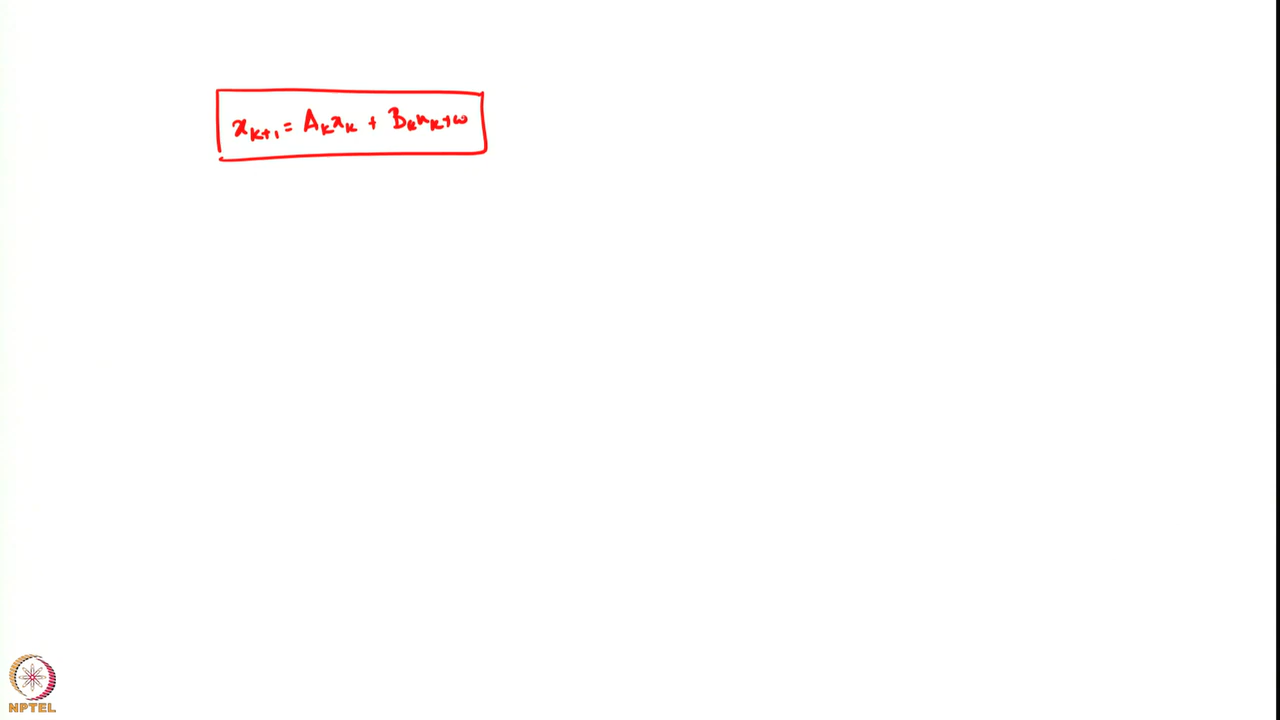 x_{k+1} = A_k x_k + B_k u_k + w
NPTEL